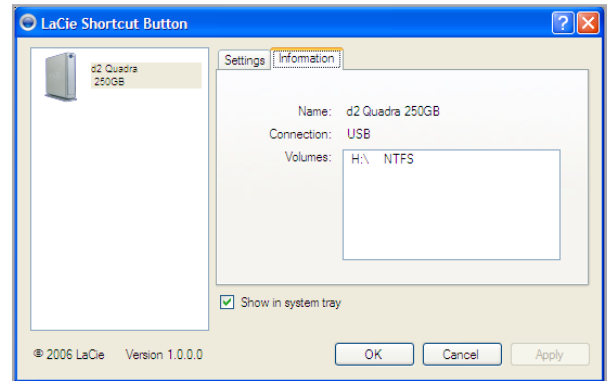 LaCie Shortcut Button
d2 Quadra
250GB
Settings Information
Name: d2 Quadra 250GB
Connection: USB
Volumes: H:\ NTFS
Show in system tray
© 2006 LaCie Version 1.0.0.0
OK Cancel Apply